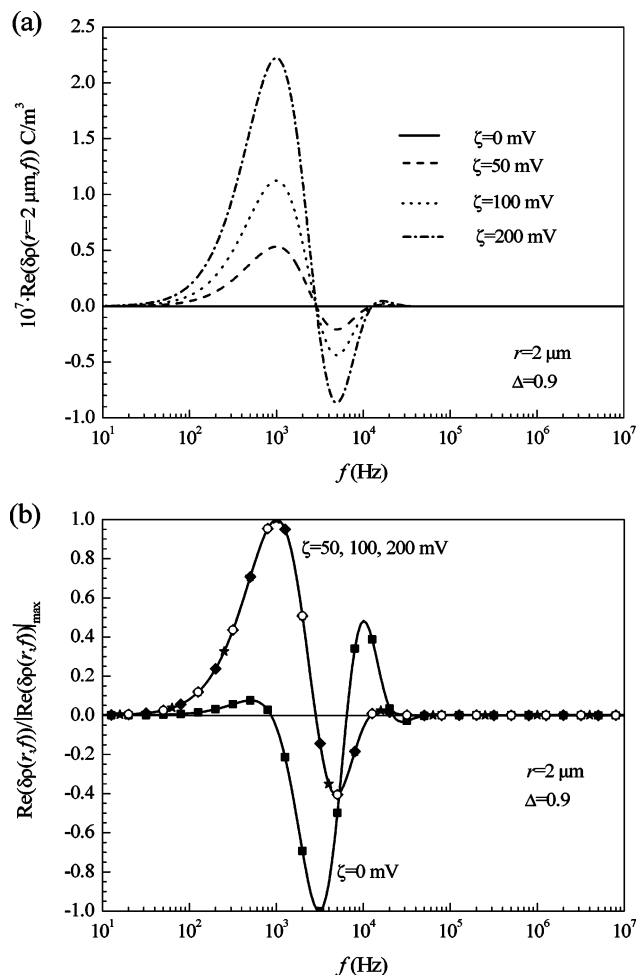 (a)
10⁷·Re(δρ(r=2 μm,f)) C/m³
2.5
2.0
1.5
1.0
0.5
0.0
-0.5
-1.0
ζ=0 mV
ζ=50 mV
ζ=100 mV
ζ=200 mV
r=2 μm
Δ=0.9
10¹ 10² 10³ 10⁴ 10⁵ 10⁶ 10⁷
f (Hz)
(b)
Re(δρ(r,f))/|Re(δρ(r,f))|max
1.0
0.8
0.6
0.4
0.2
0.0
-0.2
-0.4
-0.6
-0.8
-1.0
ζ=50, 100, 200 mV
r=2 μm
Δ=0.9
ζ=0 mV
10¹ 10² 10³ 10⁴ 10⁵ 10⁶ 10⁷
f (Hz)